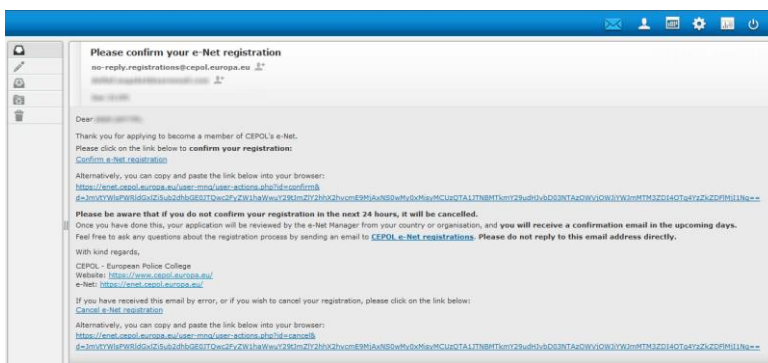 Please confirm your e-Net registration
no-reply.registrations@cepol.europa.eu
Dear
Thank you for applying to become a member of CEPOL's e-Net.
Please click on the link below to confirm your registration:
Confirm e-Net registration
Alternatively, you can copy and paste the link below into your browser:
https://enet.cepol.europa.eu/user-mng/user-actions.php?id=confirm&
Please be aware that if you do not confirm your registration in the next 24 hours, it will be cancelled.
Once you have done this, your application will be reviewed by the e-Net Manager from your country or organisation, and you will receive a confirmation email in the upcoming days.
Feel free to ask any questions about the registration process by sending an email to CEPOL e-Net registrations. Please do not reply to this email address directly.
With kind regards,
CEPOL - European Police College
Website: https://www.cepol.europa.eu/
e-Net: https://enet.cepol.europa.eu/
If you have received this email by error, or if you wish to cancel your registration, please click on the link below:
Cancel e-Net registration
Alternatively, you can copy and paste the link below into your browser:
https://enet.cepol.europa.eu/user-mng/user-actions.php?id=cancel&